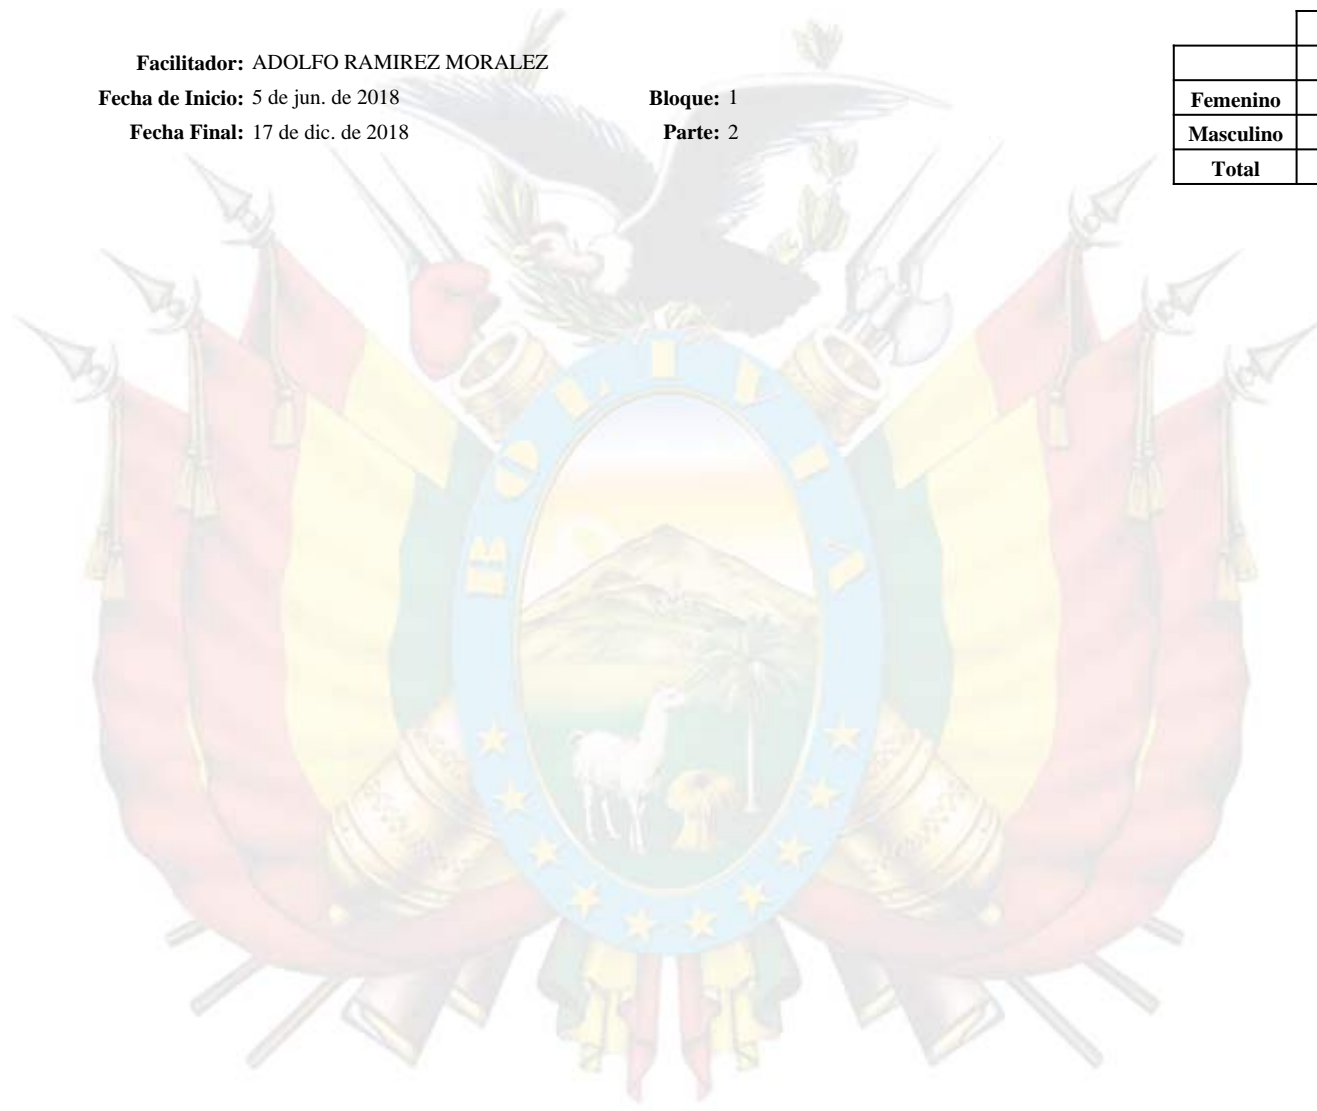 Facilitador: ADOLFO RAMIREZ MORALEZ
Fecha de Inicio: 5 de jun. de 2018 Bloque: 1
Fecha Final: 17 de dic. de 2018 Parte: 2
Femenino
Masculino
Total
BOLIVIA